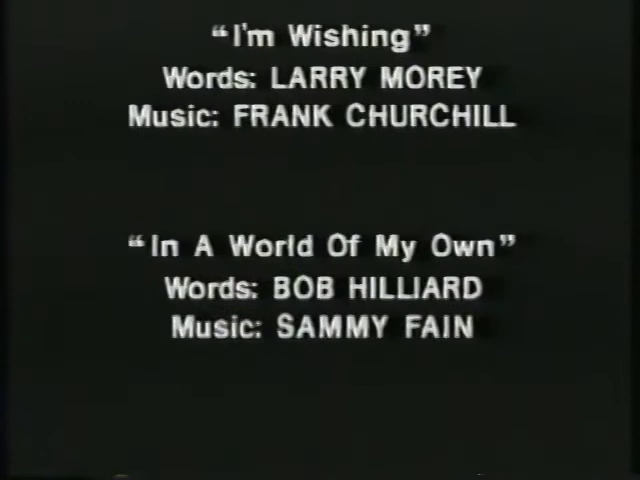 “I'm Wishing”
Words: LARRY MOREY
Music: FRANK CHURCHILL
“In A World Of My Own”
Words: BOB HILLIARD
Music: SAMMY FAIN